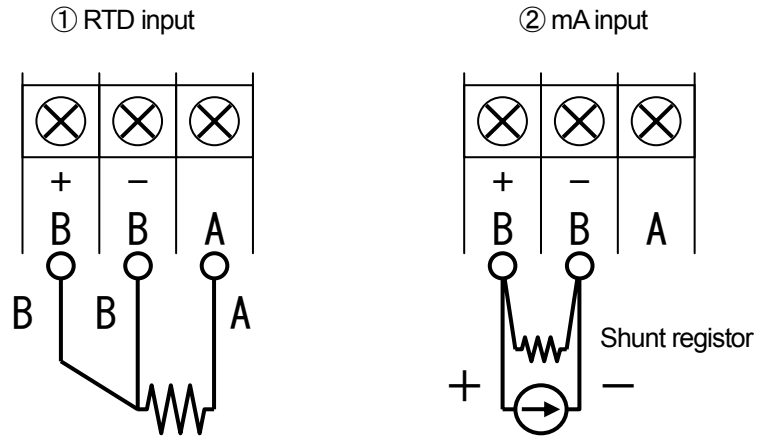 ① RTD input
② mA input
+ −
B B A
B B A
+ −
B B A
Shunt registor
+ −